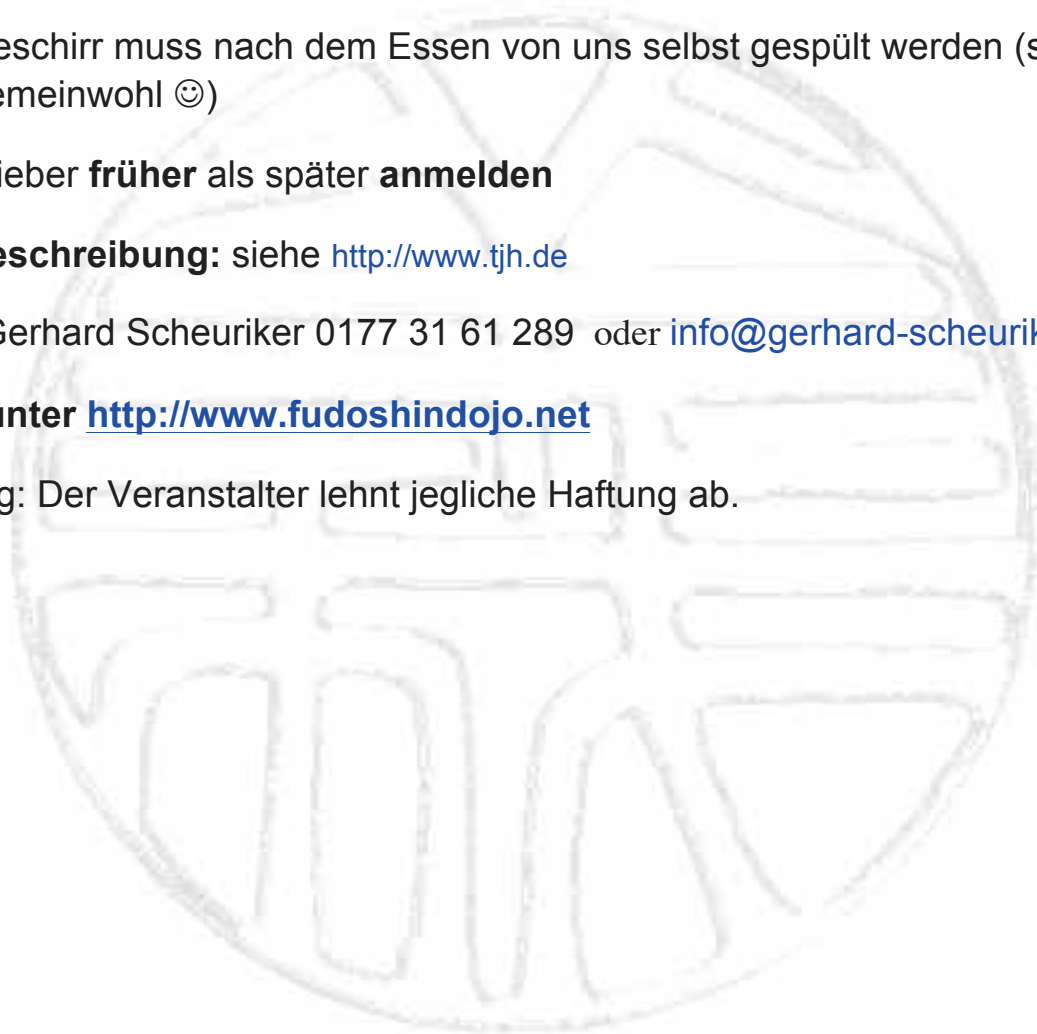 eschirr muss nach dem Essen von uns selbst gespült werden (s
emeinwohl ☺)
ieber früher als später anmelden
eschreibung: siehe http://www.tjh.de
Gerhard Scheuriker 0177 31 61 289 oder info@gerhard-scheurik
unter http://www.fudoshindojo.net
g: Der Veranstalter lehnt jegliche Haftung ab.